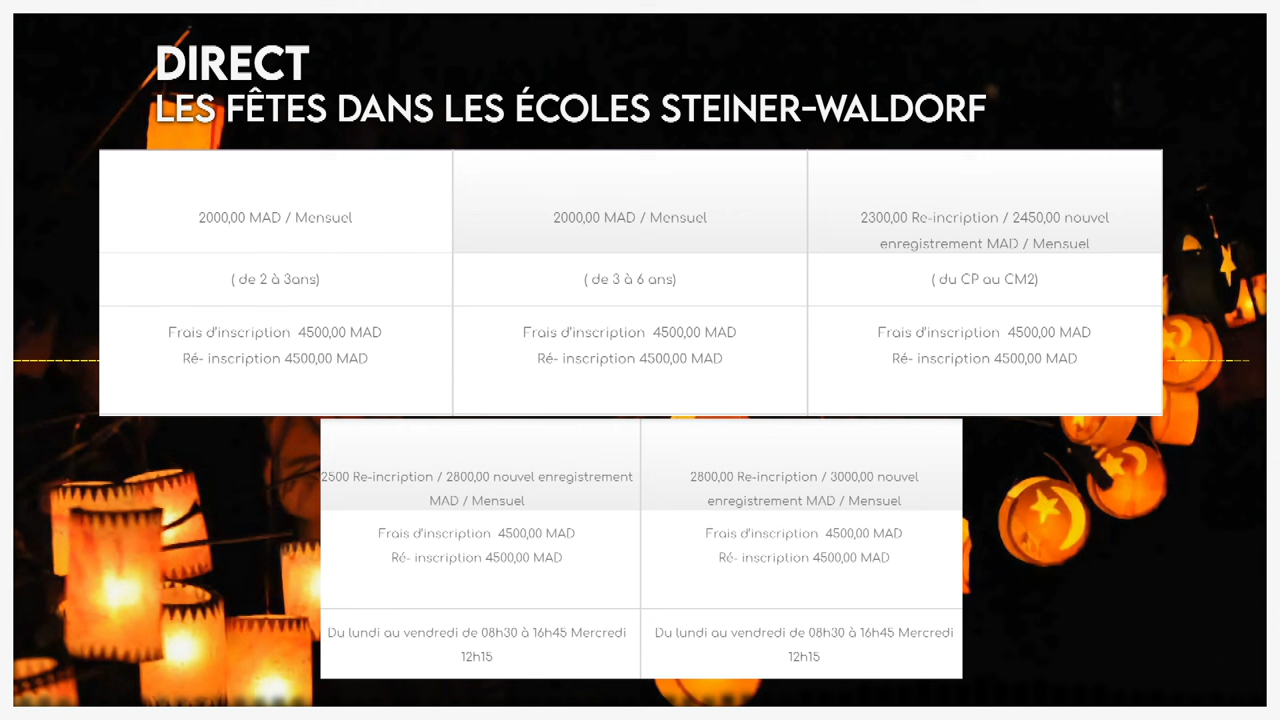 DIRECT
LES FÊTES DANS LES ÉCOLES STEINER-WALDORF
2000,00 MAD / Mensuel
2000,00 MAD / Mensuel
2300,00 Re-incription / 2450,00 nouvel
enregistrement MAD / Mensuel
( de 2 à 3ans)
( de 3 à 6 ans)
( du CP au CM2)
Frais d'inscription  4500,00 MAD
Ré- inscription 4500,00 MAD
Frais d'inscription  4500,00 MAD
Ré- inscription 4500,00 MAD
Frais d'inscription  4500,00 MAD
Ré- inscription 4500,00 MAD
2500 Re-incription / 2800,00 nouvel enregistrement
MAD / Mensuel
2800,00 Re-incription / 3000,00 nouvel
enregistrement MAD / Mensuel
Frais d'inscription  4500,00 MAD
Ré- inscription 4500,00 MAD
Frais d'inscription  4500,00 MAD
Ré- inscription 4500,00 MAD
Du lundi au vendredi de 08h30 à 16h45 Mercredi
12h15
Du lundi au vendredi de 08h30 à 16h45 Mercredi
12h15